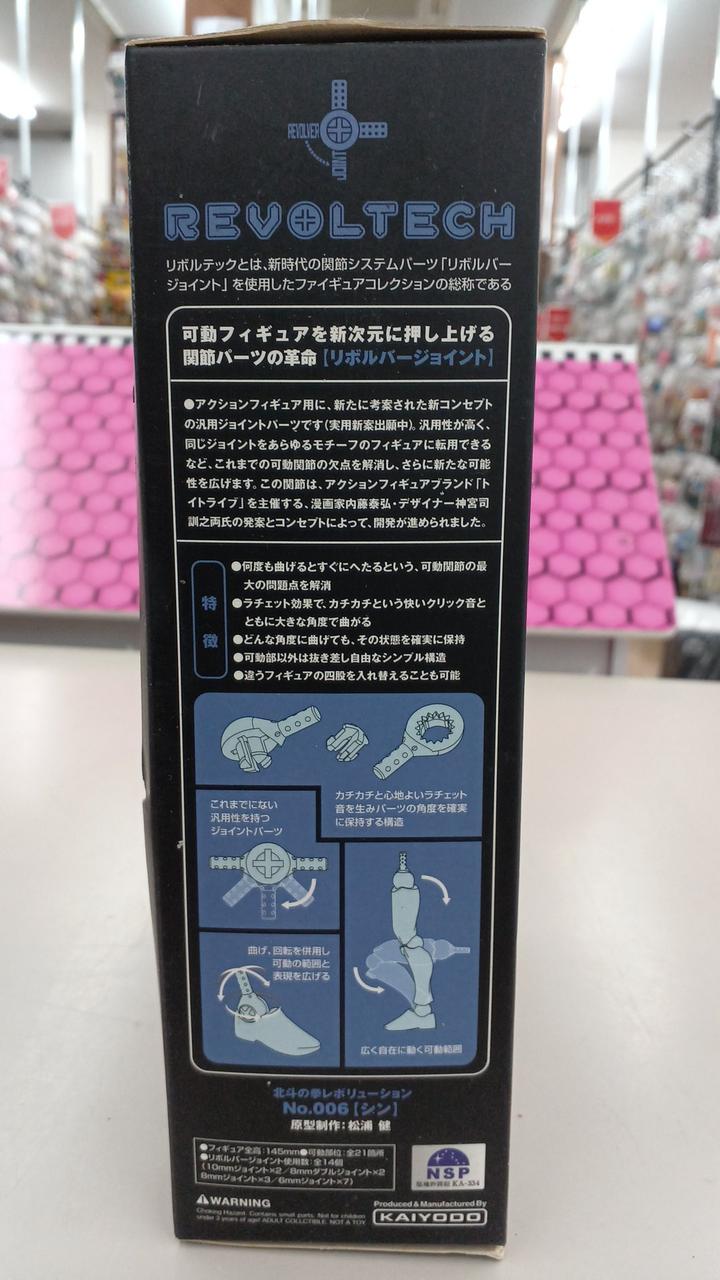 REVOLVER
JOINT
REVOLTECH
リボルテックとは、新時代の関節システムパーツ「リボルバー
ジョイント」を使用したフィギュアコレクションの総称である
可動フィギュアを新次元に押し上げる
関節パーツの革命【リボルバージョイント】
●アクションフィギュア用に、新たに考案された新コンセプト
の汎用ジョイントパーツです(実用新案出願中)。汎用性が高く、
同じジョイントをあらゆるモチーフのフィギュアに転用できる
など、これまでの可動関節の欠点を解消し、さらに新たな可能
性を広げます。この関節は、アクションフィギュアブランド「ト
イトライブ」を主催する、漫画家内藤泰弘・デザイナー神宮司
訓之両氏の発案とコンセプトによって、開発が進められました。
特徴
●何度も曲げるとすぐにへたるという、可動関節の最
大の問題点を解消
●ラチェット効果で、カチカチという快いクリック音と
ともに大きな角度で曲がる
●どんな角度に曲げても、その状態を確実に保持
●可動部以外は抜き差し自由なシンプル構造
●違うフィギュアの四股を入れ替えることも可能
カチカチと心地よいラチェット
音を生みパーツの角度を確実
に保持する構造
これまでにない
汎用性を持つ
ジョイントパーツ
曲げ、回転を併用し
可動の範囲と
表現を広げる
広く自在に動く可動範囲
北斗の拳レボリューション
No.006【シン】
原型制作:松浦 健
●フィギュア全高:145mm●可動部位:全21箇所
●リボルバージョイント使用数:全14個
(10mmジョイント×2/8mmダブルジョイント×2
8mmジョイント×3/6mmジョイント×7)
NSP
版権許諾証 KA-334
WARNING
Choking Hazard. Contains small parts. Not for children
under 3 years of age! ADULT COLLCTIBLE. NOT A TOY
Produced & Manufactured By
KAIYODO